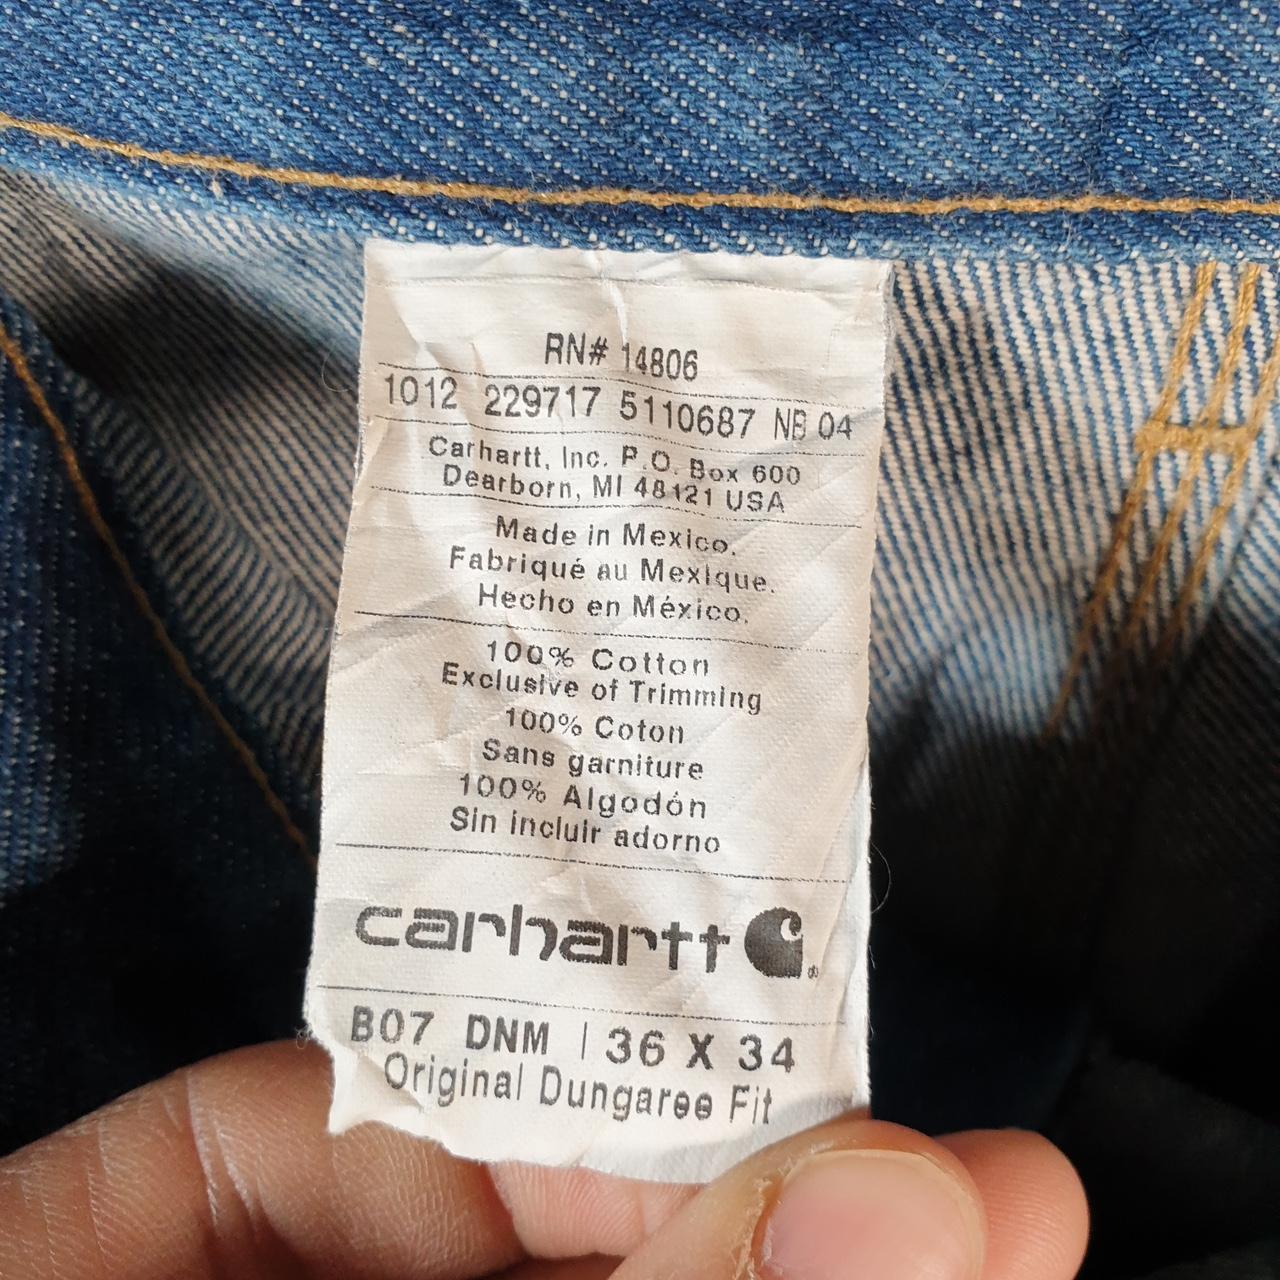 RN# 14806
1012 229717 5110687 NB 04
Carhartt, Inc. P.O. Box 600
Dearborn, MI 48121 USA
Made in Mexico.
Fabriqué au Mexique.
Hecho en México.
100% Cotton
Exclusive of Trimming
100% Coton
Sans garniture
100% Algodón
Sin incluir adorno
carhartt ®
B07 DNM | 36 X 34
Original Dungaree Fit